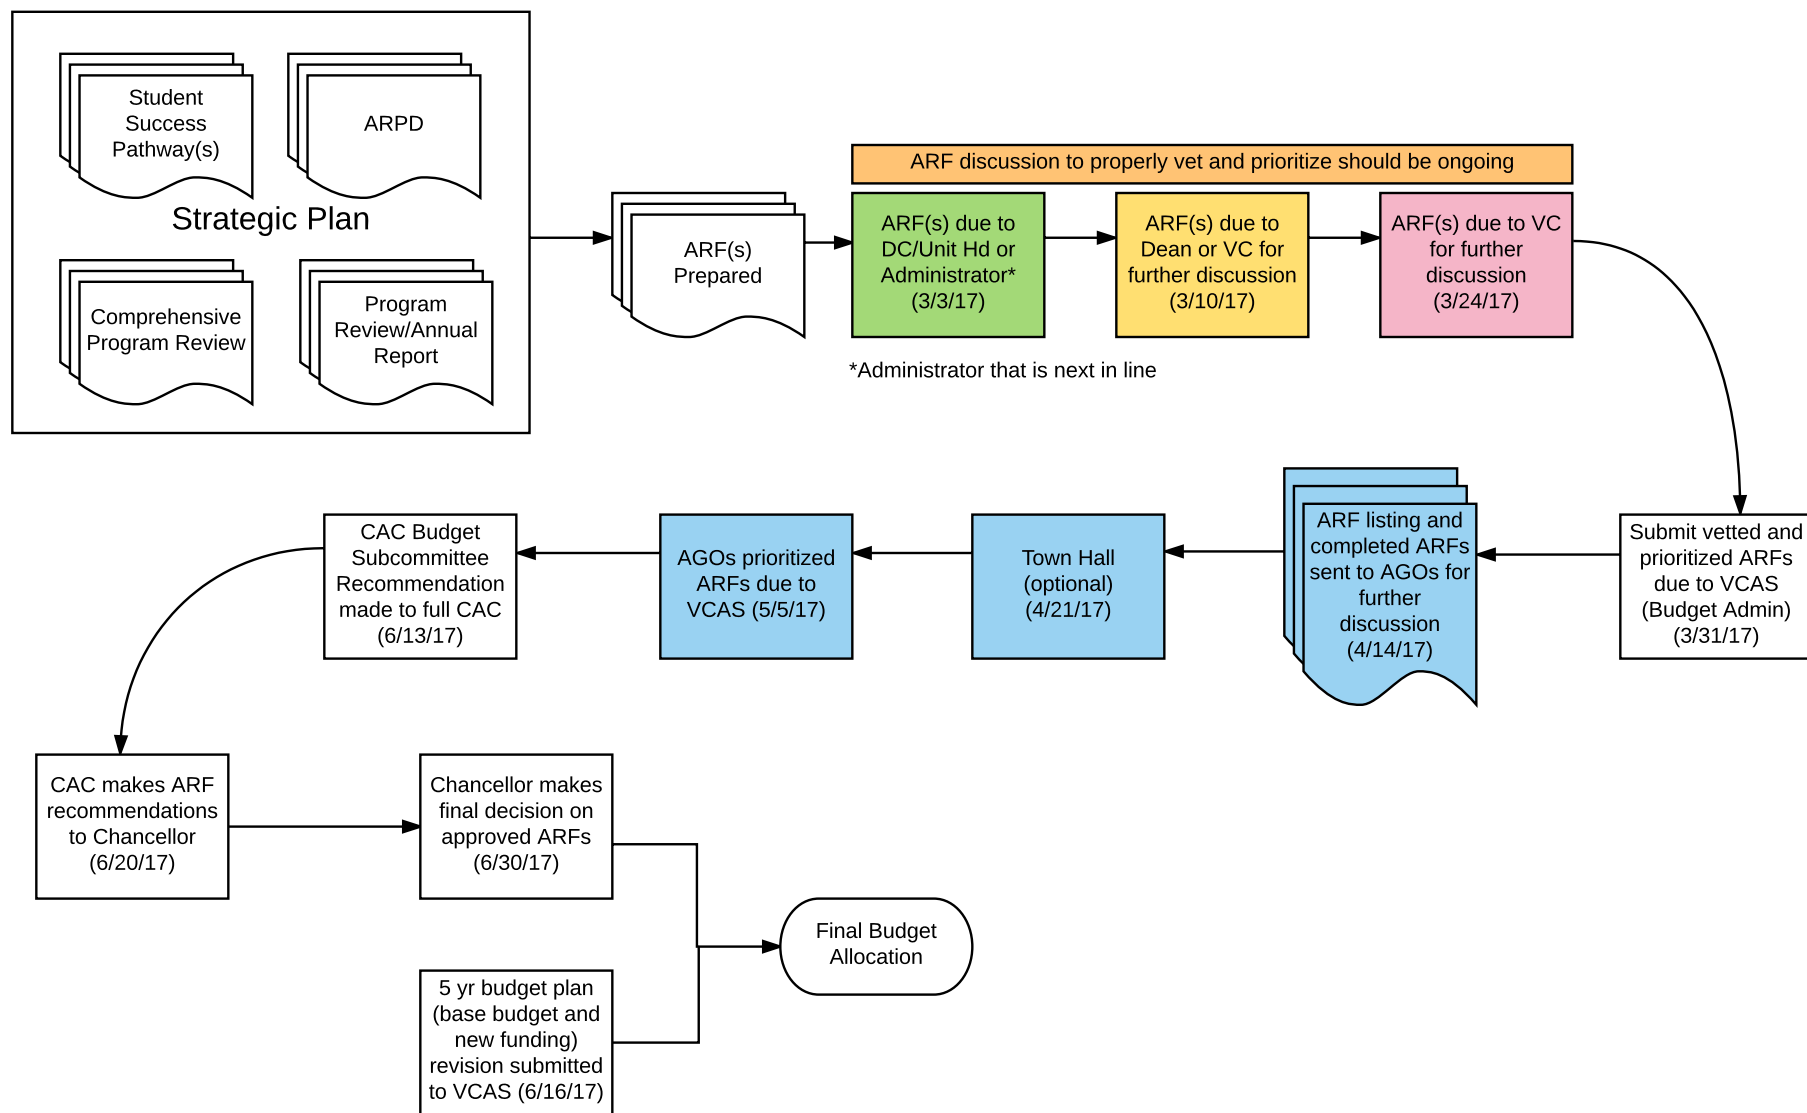 Student
Success
Pathway(s)
ARPD
Strategic Plan
Comprehensive
Program Review
Program
Review/Annual
Report
ARF(s)
Prepared
ARF discussion to properly vet and prioritize should be ongoing
ARF(s) due to
DC/Unit Hd or
Administrator*
(3/3/17)
ARF(s) due to
Dean or VC for
further discussion
(3/10/17)
ARF(s) due to VC
for further
discussion
(3/24/17)
*Administrator that is next in line
Submit vetted and
prioritized ARFs
due to VCAS
(Budget Admin)
(3/31/17)
ARF listing and
completed ARFs
sent to AGOs for
further
discussion
(4/14/17)
Town Hall
(optional)
(4/21/17)
AGOs prioritized
ARFs due to
VCAS (5/5/17)
CAC Budget
Subcommittee
Recommendation
made to full CAC
(6/13/17)
CAC makes ARF
recommendations
to Chancellor
(6/20/17)
Chancellor makes
final decision on
approved ARFs
(6/30/17)
5 yr budget plan
(base budget and
new funding)
revision submitted
to VCAS (6/16/17)
Final Budget
Allocation